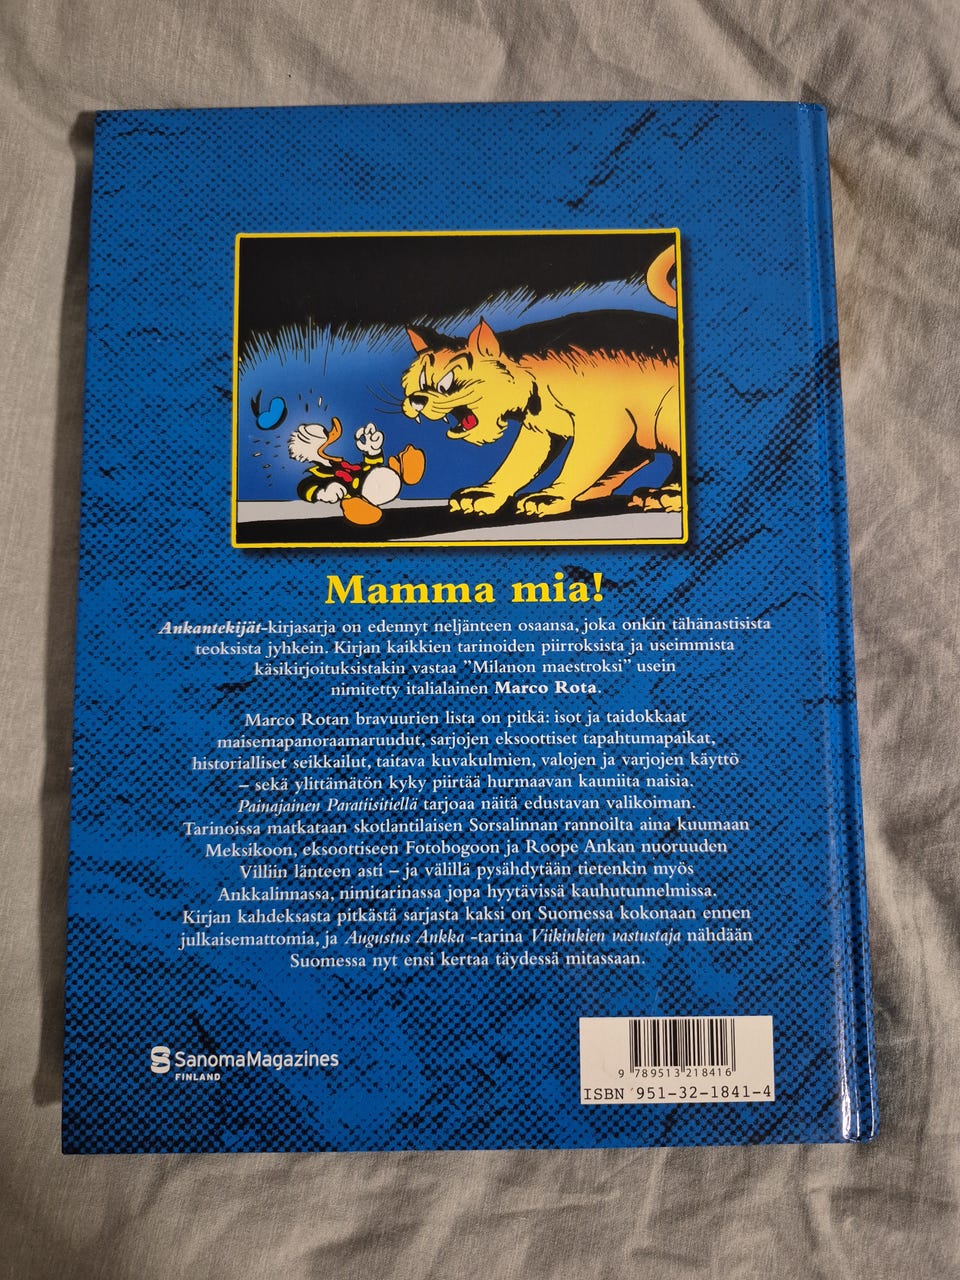 Mamma mia!
Ankantekijät-kirjasarja on edennyt neljänteen osaansa, joka onkin tähänastisista
teoksista jyhkein. Kirjan kaikkien tarinoiden piirroksista ja useimmista
käsikirjoituksistakin vastaa ”Milanon maestroksi” usein
nimitetty italialainen Marco Rota.
Marco Rotan bravuurien lista on pitkä: isot ja taidokkaat
maisemapanoraamaruudut, sarjojen eksoottiset tapahtumapaikat,
historialliset seikkailut, taitava kuvakulmien, valojen ja varjojen käyttö
– sekä ylittämätön kyky piirtää hurmaavan kauniita naisia.
Painajainen Paratiisitiellä tarjoaa näitä edustavan valikoiman.
Tarinoissa matkataan skotlantilaisen Sorsalinnan rannoilta aina kuumaan
Meksikoon, eksoottiseen Fotobogoon ja Roope Ankan nuoruuden
Villiin länteen asti – ja välillä pysähdytään tietenkin myös
Ankkalinnassa, nimitarinassa jopa hyytävissä kauhutunnelmissa.
Kirjan kahdeksasta pitkästä sarjasta kaksi on Suomessa kokonaan ennen
julkaisemattomia, ja Augustus Ankka -tarina Viikinkien vastustaja nähdään
Suomessa nyt ensi kertaa täydessä mitassaan.
SanomaMagazines
FINLAND
9 789513 218416
ISBN 951-32-1841-4